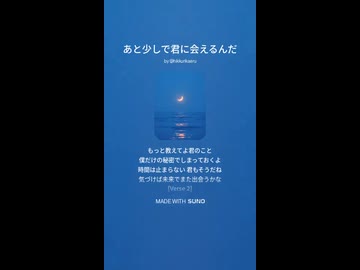 あと少しで君に会えるんだ
もっと教えてよ君のこと
僕だけの秘密でしまっておくよ
時間は止まらない 君もそうだね
気づけば未来でまた出会うかな
[Verse 2]
MADE WITH SUNO